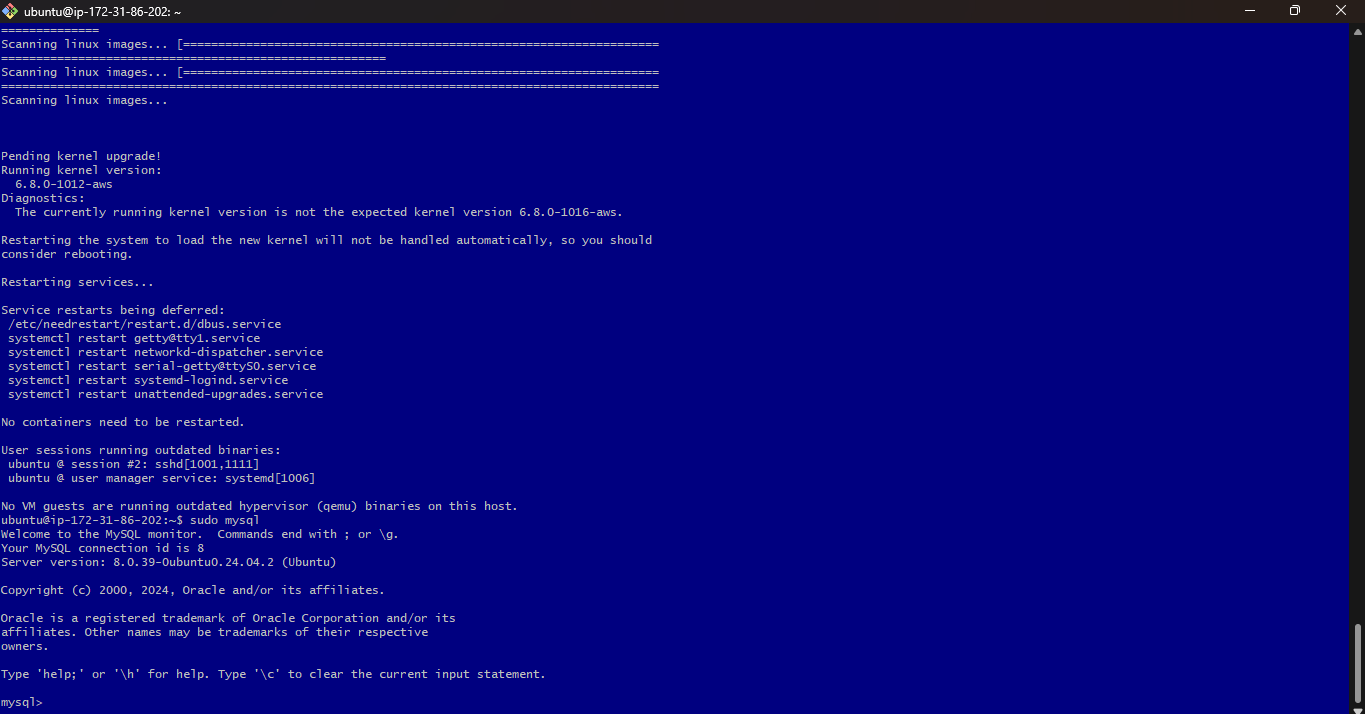 ubuntu@ip-172-31-86-202: ~
==============
Scanning linux images... [====================================================================
=======================================================
Scanning linux images... [====================================================================
==============================================================================================
Scanning linux images...
Pending kernel upgrade!
Running kernel version:
6.8.0-1012-aws
Diagnostics:
The currently running kernel version is not the expected kernel version 6.8.0-1016-aws.
Restarting the system to load the new kernel will not be handled automatically, so you should
consider rebooting.
Restarting services...
Service restarts being deferred:
/etc/needrestart/restart.d/dbus.service
systemctl restart getty@tty1.service
systemctl restart networkd-dispatcher.service
systemctl restart serial-getty@ttyS0.service
systemctl restart systemd-logind.service
systemctl restart unattended-upgrades.service
No containers need to be restarted.
User sessions running outdated binaries:
ubuntu @ session #2: sshd[1001,1111]
ubuntu @ user manager service: systemd[1006]
No VM guests are running outdated hypervisor (qemu) binaries on this host.
ubuntu@ip-172-31-86-202:~$ sudo mysql
Welcome to the MySQL monitor.  Commands end with ; or \g.
Your MySQL connection id is 8
Server version: 8.0.39-0ubuntu0.24.04.2 (Ubuntu)
Copyright (c) 2000, 2024, Oracle and/or its affiliates.
Oracle is a registered trademark of Oracle Corporation and/or its
affiliates. Other names may be trademarks of their respective
owners.
Type 'help;' or '\h' for help. Type '\c' to clear the current input statement.
mysql>